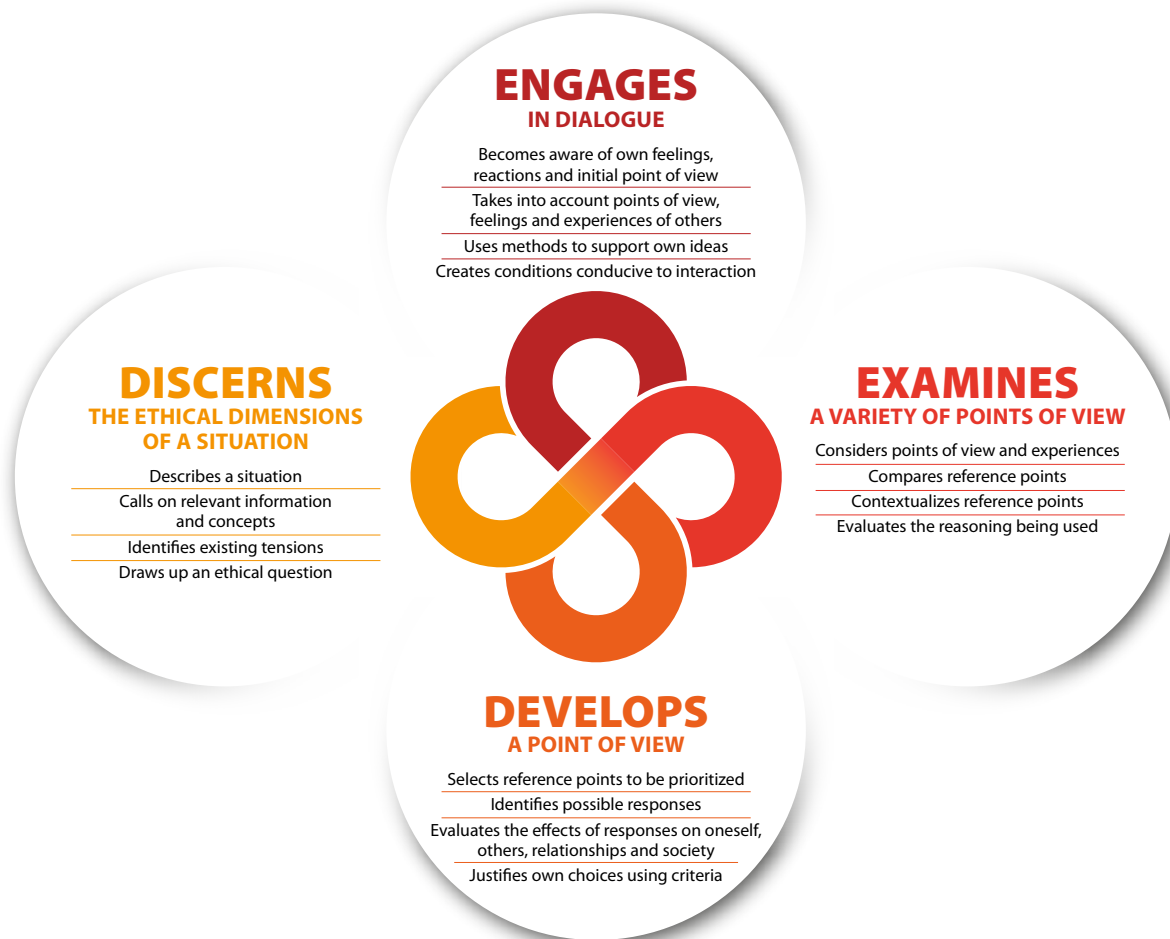 ENGAGES
IN DIALOGUE
Becomes aware of own feelings,
reactions and initial point of view
Takes into account points of view,
feelings and experiences of others
Uses methods to support own ideas
Creates conditions conducive to interaction
DISCERNS
THE ETHICAL DIMENSIONS
OF A SITUATION
Describes a situation
Calls on relevant information
and concepts
Identifies existing tensions
Draws up an ethical question
EXAMINES
A VARIETY OF POINTS OF VIEW
Considers points of view and experiences
Compares reference points
Contextualizes reference points
Evaluates the reasoning being used
DEVELOPS
A POINT OF VIEW
Selects reference points to be prioritized
Identifies possible responses
Evaluates the effects of responses on oneself,
others, relationships and society
Justifies own choices using criteria